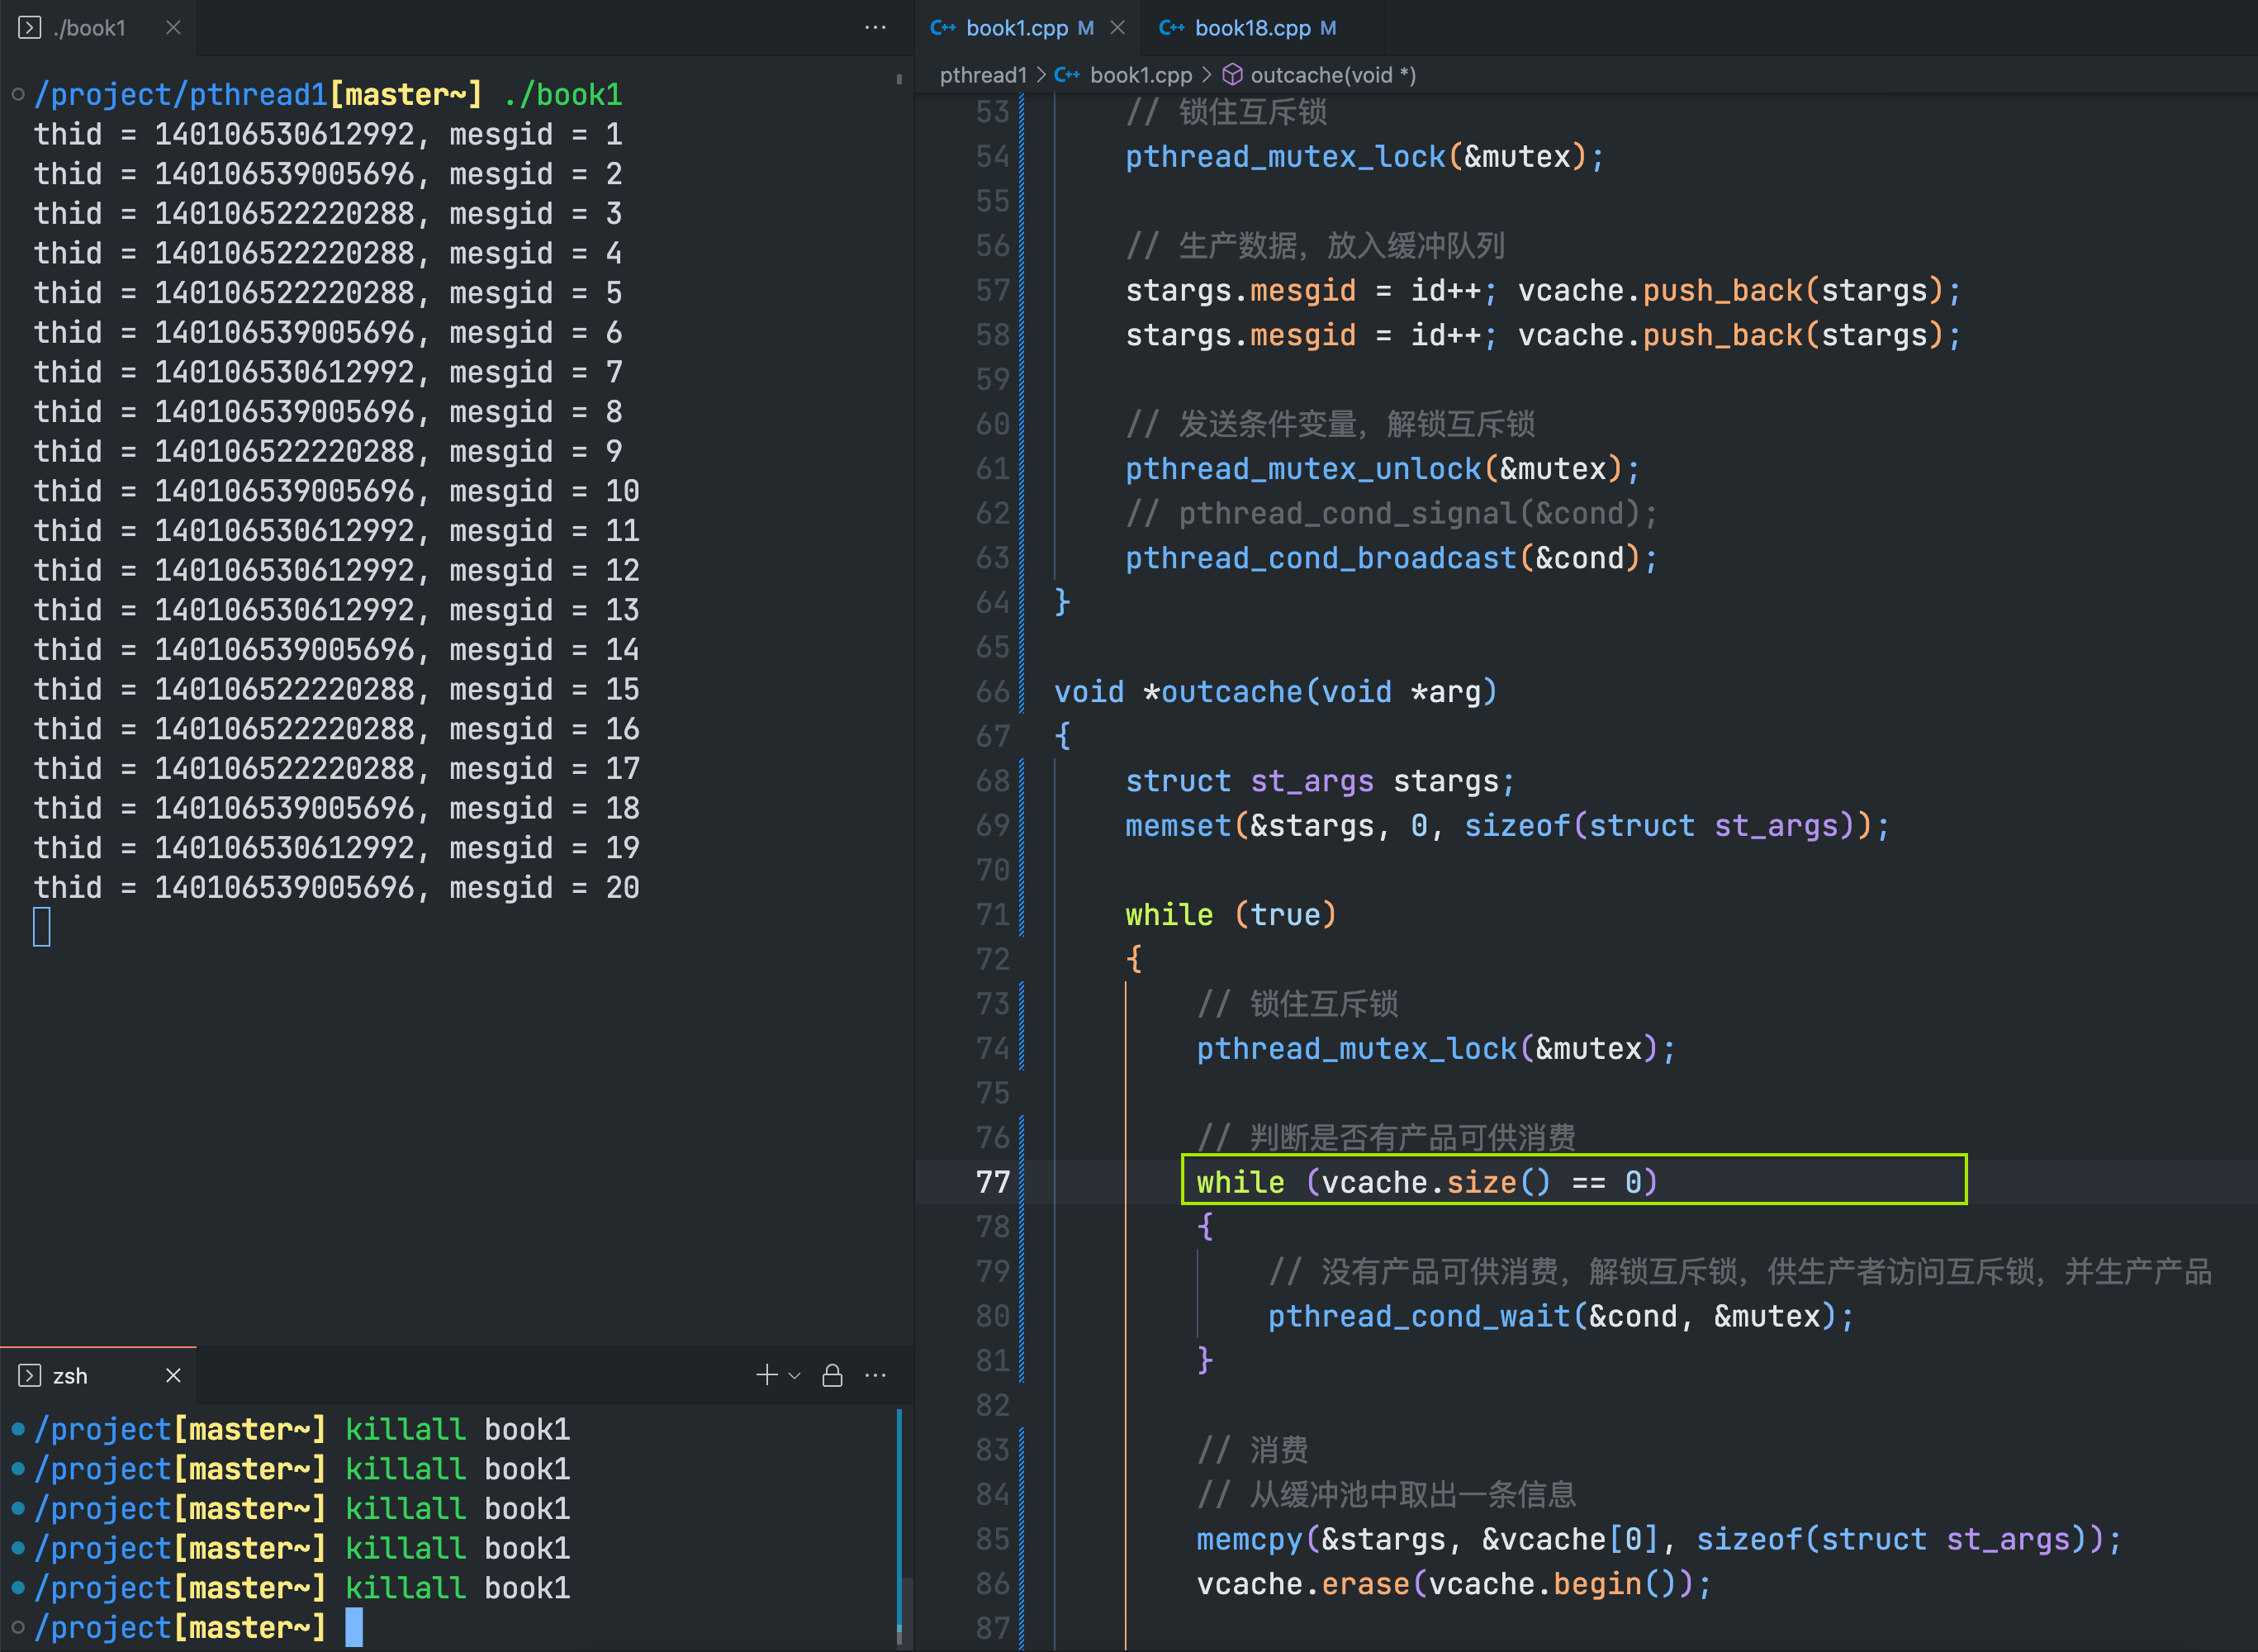 ./book1
/project/pthread1[master~] ./book1
thid = 140106530612992, mesgid = 1
thid = 140106539005696, mesgid = 2
thid = 140106522220288, mesgid = 3
thid = 140106522220288, mesgid = 4
thid = 140106522220288, mesgid = 5
thid = 140106539005696, mesgid = 6
thid = 140106530612992, mesgid = 7
thid = 140106539005696, mesgid = 8
thid = 140106522220288, mesgid = 9
thid = 140106539005696, mesgid = 10
thid = 140106530612992, mesgid = 11
thid = 140106530612992, mesgid = 12
thid = 140106530612992, mesgid = 13
thid = 140106539005696, mesgid = 14
thid = 140106522220288, mesgid = 15
thid = 140106522220288, mesgid = 16
thid = 140106522220288, mesgid = 17
thid = 140106539005696, mesgid = 18
thid = 140106530612992, mesgid = 19
thid = 140106539005696, mesgid = 20
zsh
/project[master~] killall book1
/project[master~] killall book1
/project[master~] killall book1
/project[master~] killall book1
/project[master~] killall book1
/project[master~]
C++ book1.cpp M C++ book18.cpp M
pthread1 > C++ book1.cpp > outcache(void *)
53 // 锁住互斥锁
54 pthread_mutex_lock(&mutex);
55
56 // 生产数据，放入缓冲队列
57 stargs.mesgid = id++; vcache.push_back(stargs);
58 stargs.mesgid = id++; vcache.push_back(stargs);
59
60 // 发送条件变量，解锁互斥锁
61 pthread_mutex_unlock(&mutex);
62 // pthread_cond_signal(&cond);
63 pthread_cond_broadcast(&cond);
64 }
65
66 void *outcache(void *arg)
67 {
68 struct st_args stargs;
69 memset(&stargs, 0, sizeof(struct st_args));
70
71 while (true)
72 {
73 // 锁住互斥锁
74 pthread_mutex_lock(&mutex);
75
76 // 判断是否有产品可供消费
77 while (vcache.size() == 0)
78 {
79 // 没有产品可供消费，解锁互斥锁，供生产者访问互斥锁，并生产产品
80 pthread_cond_wait(&cond, &mutex);
81 }
82
83 // 消费
84 // 从缓冲池中取出一条信息
85 memcpy(&stargs, &vcache[0], sizeof(struct st_args));
86 vcache.erase(vcache.begin());
87